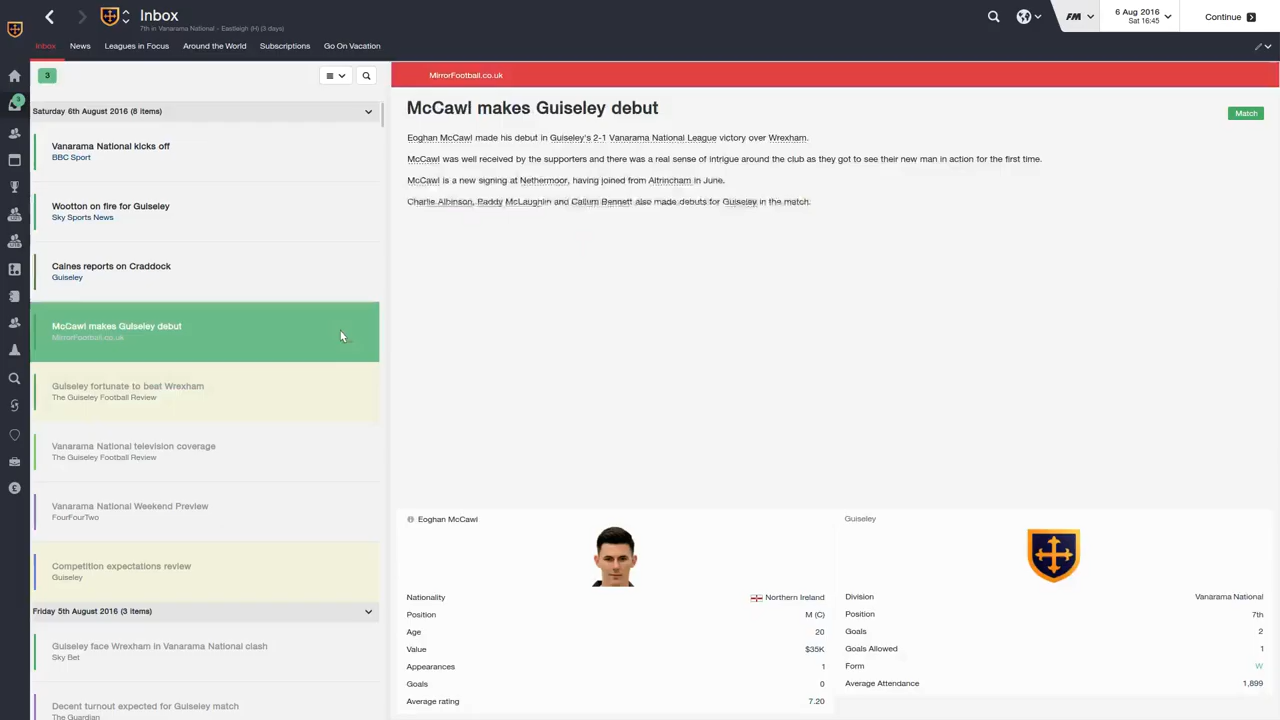 Inbox
7th in Vanarama National - Eastleigh (H) (3 days)
FM
6 Aug 2016
Sat 16:45
Continue
Inbox
News
Leagues in Focus
Around the World
Subscriptions
Go On Vacation
3
3
Saturday 6th August 2016 (8 Items)
Vanarama National kicks off
BBC Sport
Wootton on fire for Guiseley
Sky Sports News
Caines reports on Craddock
Guiseley
McCawl makes Guiseley debut
MirrorFootball.co.uk
Guiseley fortunate to beat Wrexham
The Guiseley Football Review
Vanarama National television coverage
The Guiseley Football Review
Vanarama National Weekend Preview
FourFourTwo
Competition expectations review
Guiseley
Friday 5th August 2016 (3 items)
Guiseley face Wrexham in Vanarama National clash
Sky Bet
Decent turnout expected for Guiseley match
The Guardian
MirrorFootball.co.uk
McCawl makes Guiseley debut
Match
Eoghan McCawl made his debut in Guiseley's 2-1 Vanarama National League victory over Wrexham.
McCawl was well received by the supporters and there was a real sense of intrigue around the club as they got to see their new man in action for the first time.
McCawl is a new signing at Nethermoor, having joined from Altrincham in June.
Charlie Albinson, Paddy McLaughlin and Callum Bennett also made debuts for Guiseley in the match.
Eoghan McCawl
Nationality Northern Ireland
Position M (C)
Age 20
Value $35K
Appearances 1
Goals 0
Average rating 7.20
Guiseley
Division Vanarama National
Position 7th
Goals 2
Goals Allowed 1
Form W
Average Attendance 1,899